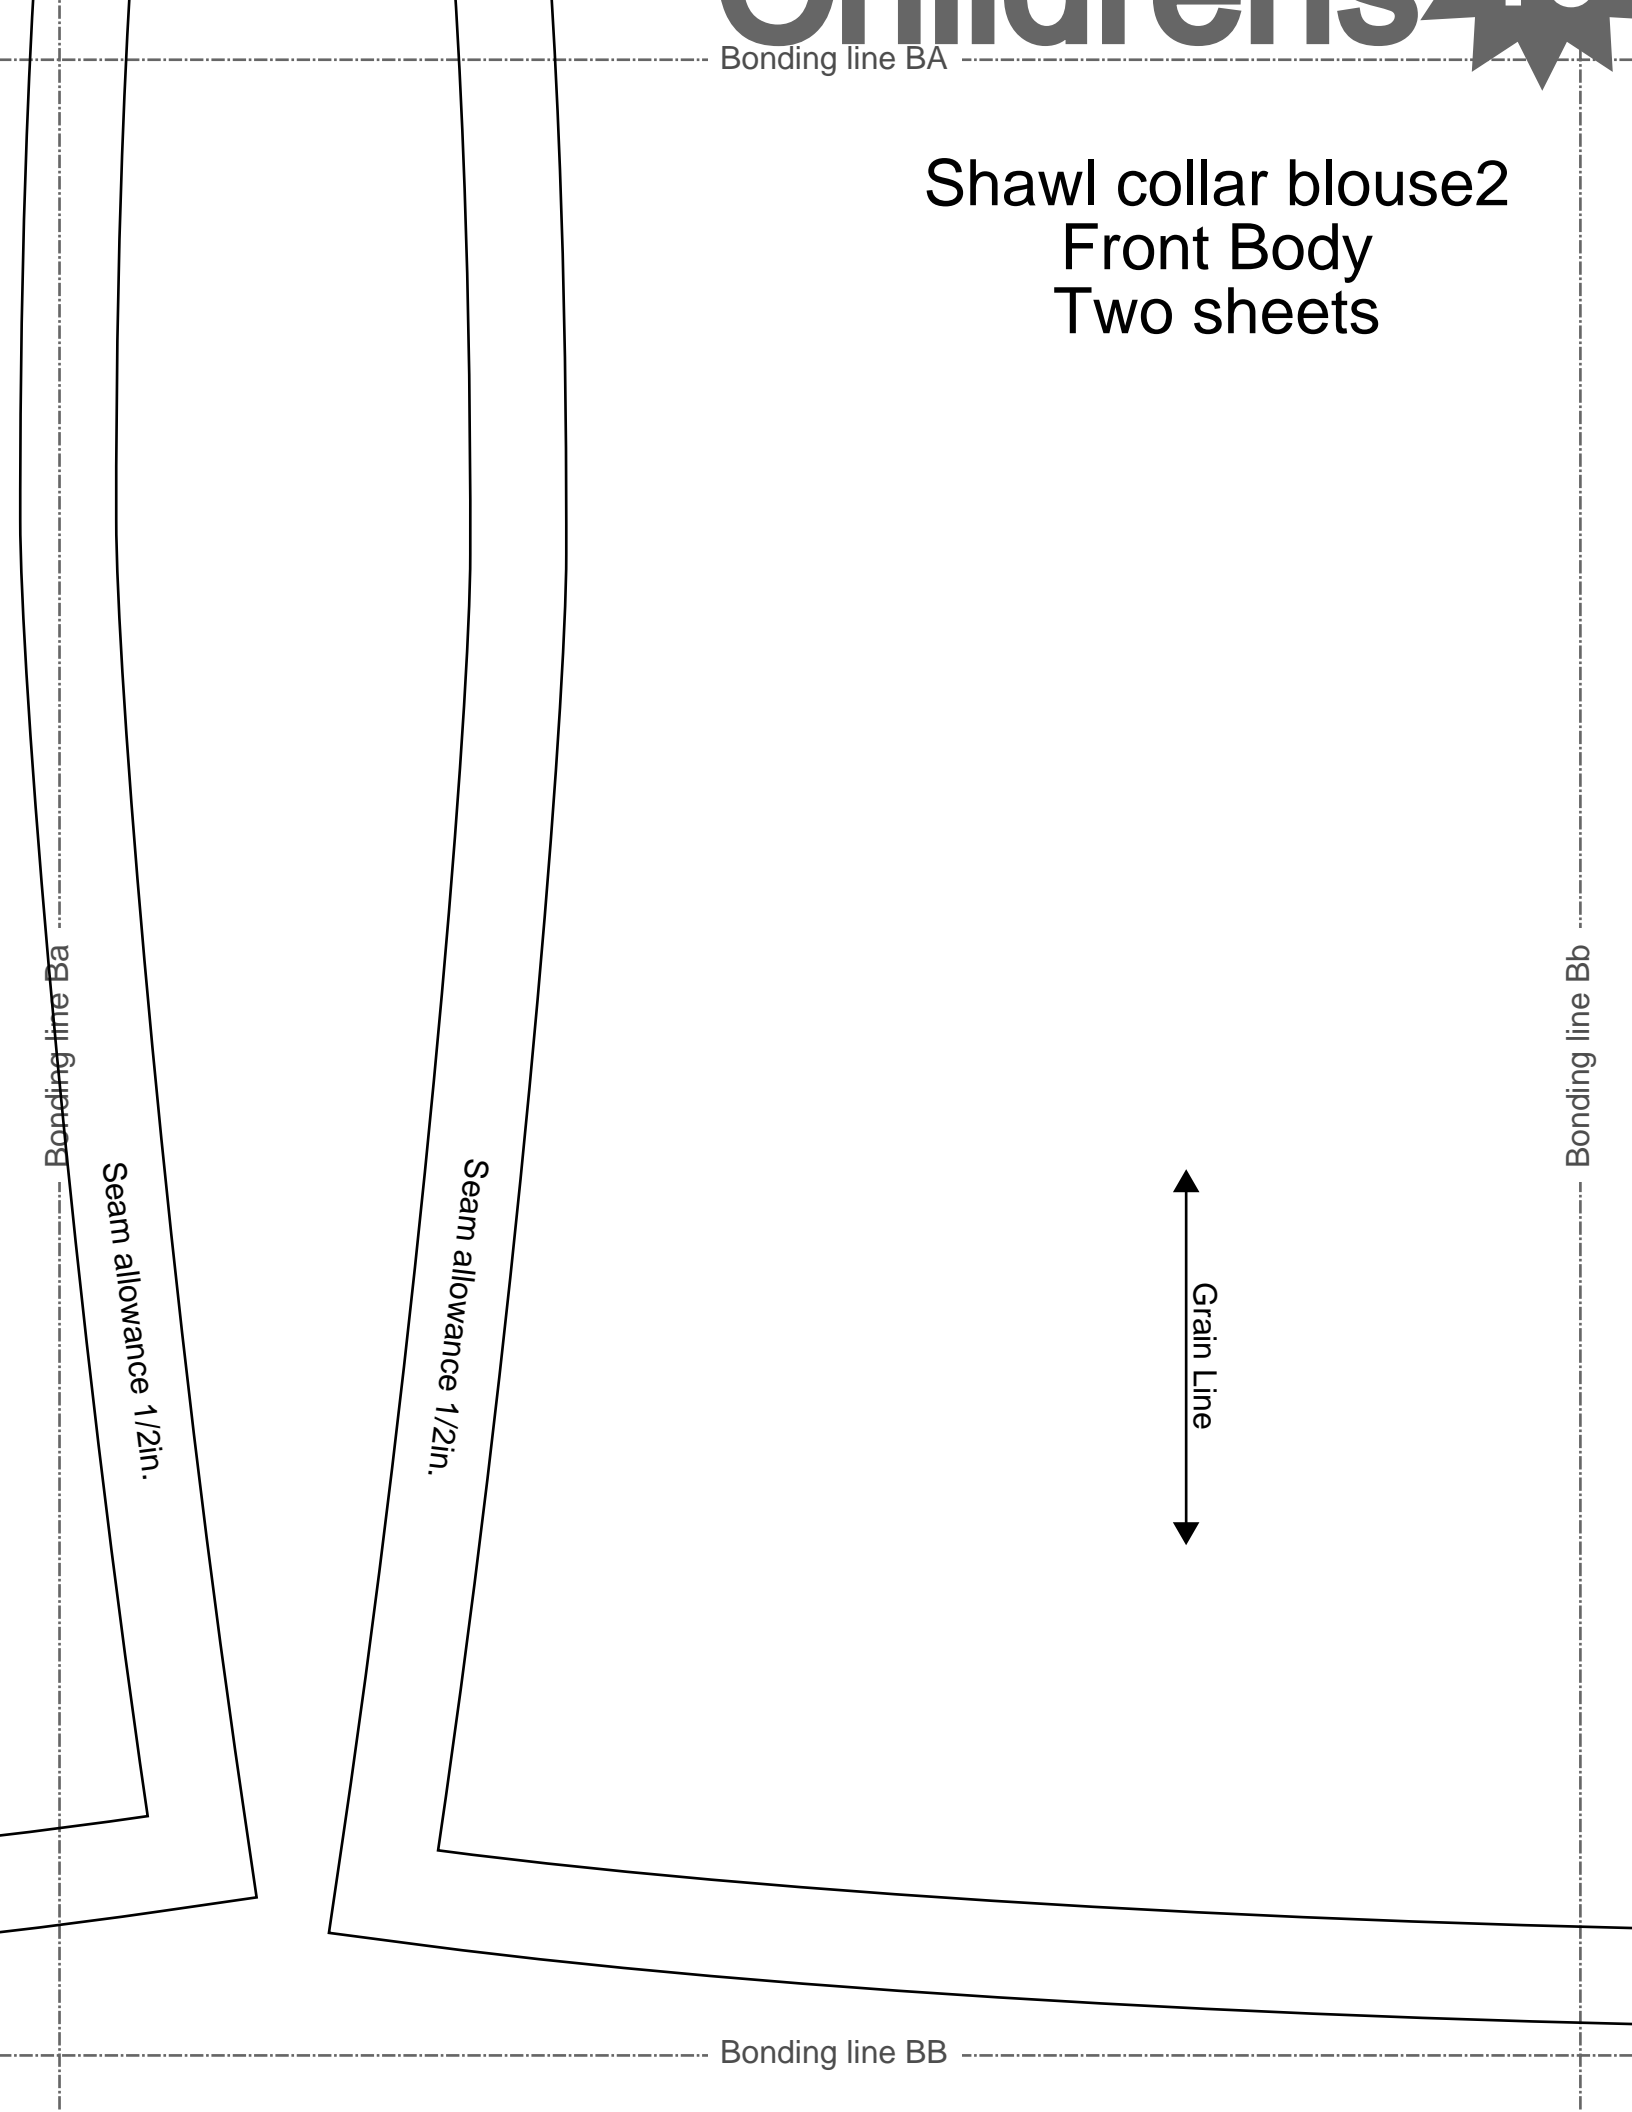 Childrens
Bonding line BA
Shawl collar blouse2
Front Body
Two sheets
Bonding line Ba
Bonding line Bb
Seam allowance 1/2in.
Seam allowance 1/2in.
Grain Line
Bonding line BB